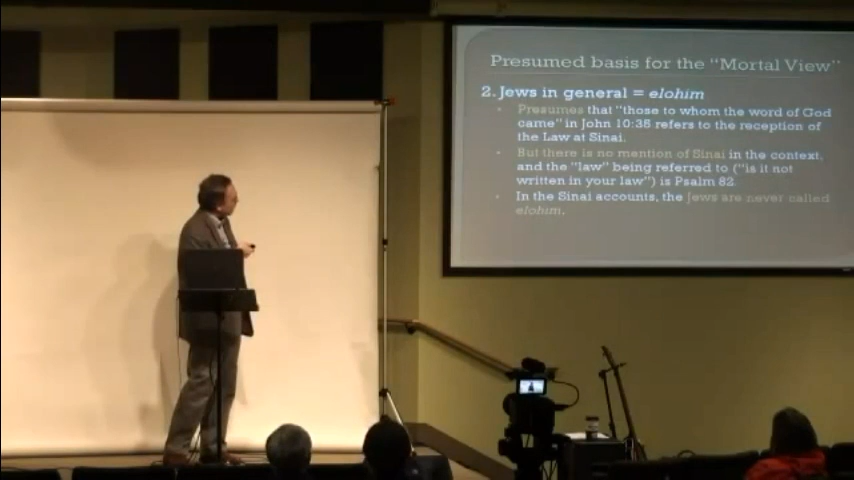 Presumed basis for the "Mortal View"
2. Jews in general = elohim
Presumes that "those to whom the word of God
came" in John 10:35 refers to the reception of
the Law at Sinai.
But there is no mention of Sinai in the context,
and the "law" being referred to ("is it not
written in your law") is Psalm 82.
In the Sinai accounts, the Jews are never called
elohim.